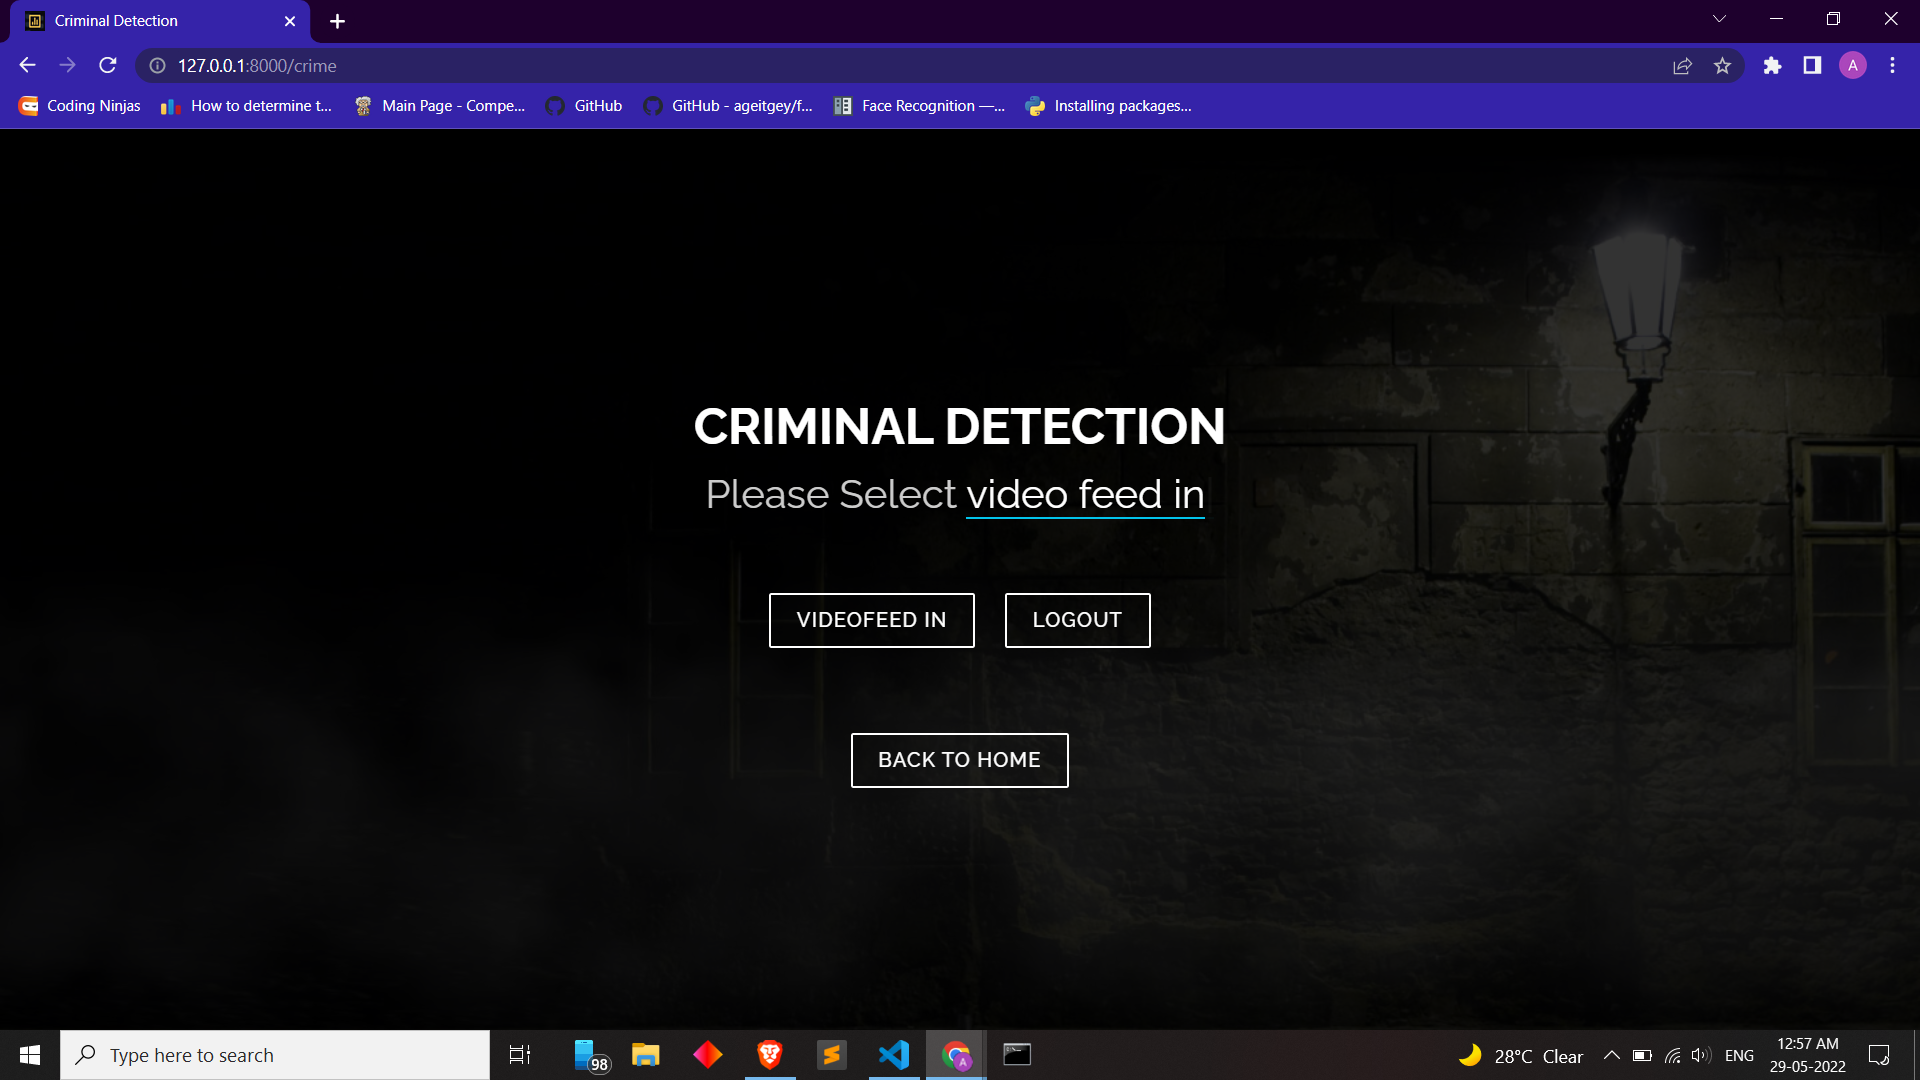 Criminal Detection
127.0.0.1:8000/crime
Coding Ninjas
How to determine t...
Main Page - Compe...
GitHub
GitHub - ageitgey/f...
Face Recognition —...
Installing packages...
A
CRIMINAL DETECTION
Please Select video feed in
VIDEOFEED IN
LOGOUT
BACK TO HOME
Type here to search
98
A
28°C Clear
ENG
12:57 AM
29-05-2022